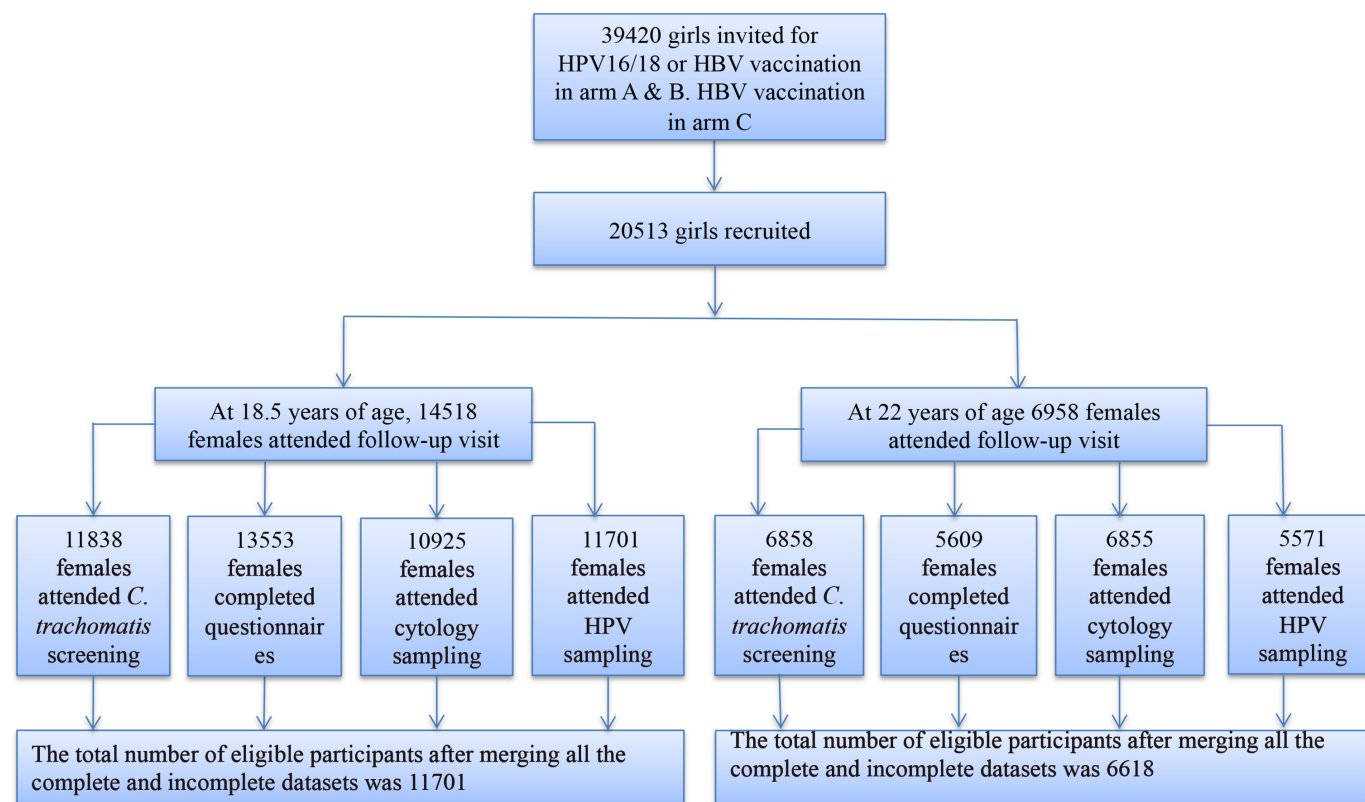 39420 girls invited for
HPV16/18 or HBV vaccination
in arm A & B. HBV vaccination
in arm C
20513 girls recruited
At 18.5 years of age, 14518
females attended follow-up visit
At 22 years of age 6958 females
attended follow-up visit
11838
females
attended C.
trachomatis
screening
13553
females
completed
questionnair
es
10925
females
attended
cytology
sampling
11701
females
attended
HPV
sampling
6858
females
attended C.
trachomatis
screening
5609
females
completed
questionnair
es
6855
females
attended
cytology
sampling
5571
females
attended
HPV
sampling
The total number of eligible participants after merging all the
complete and incomplete datasets was 11701
The total number of eligible participants after merging all the
complete and incomplete datasets was 6618